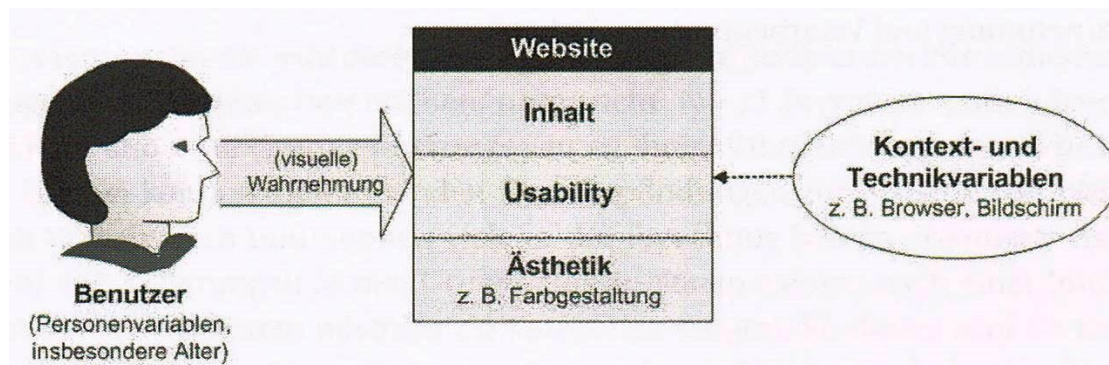 Website
Inhalt
(visuelle)
Wahrnehmung
Usability
Kontext- und
Technikvariablen
z. B. Browser, Bildschirm
Ästhetik
z. B. Farbgestaltung
Benutzer
(Personenvariablen,
insbesondere Alter)